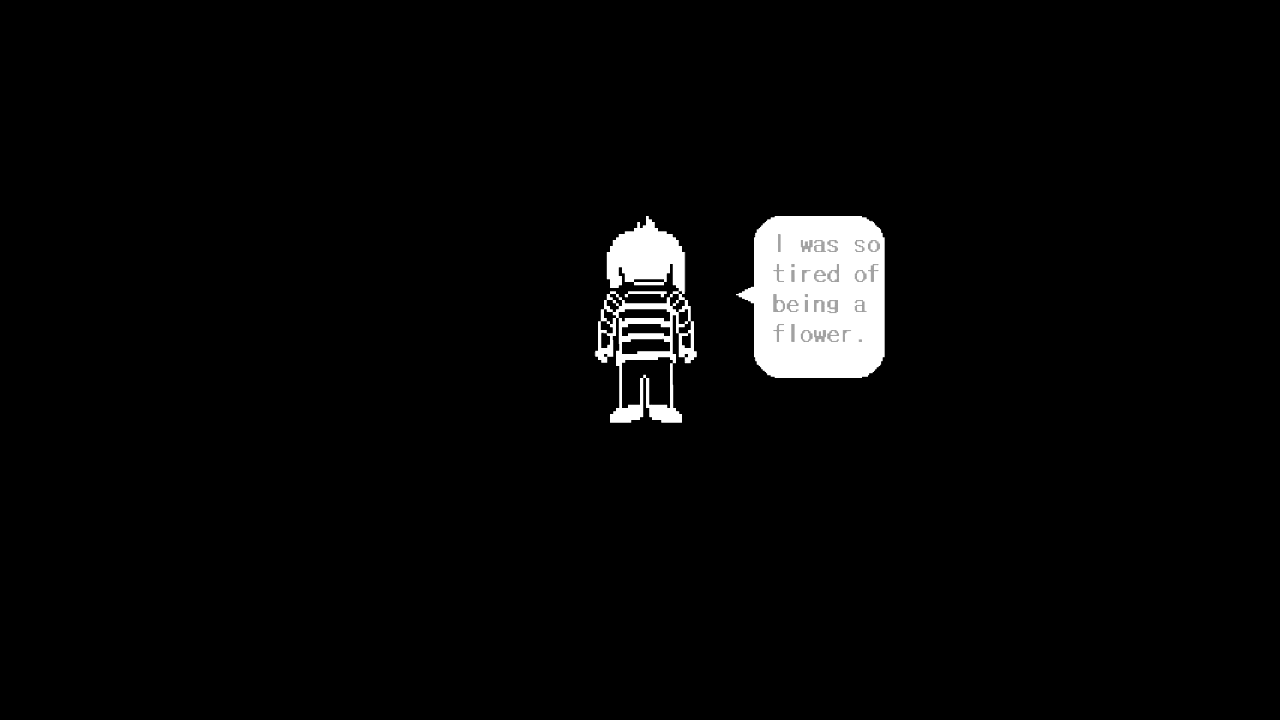 I was so
tired of
being a
flower.